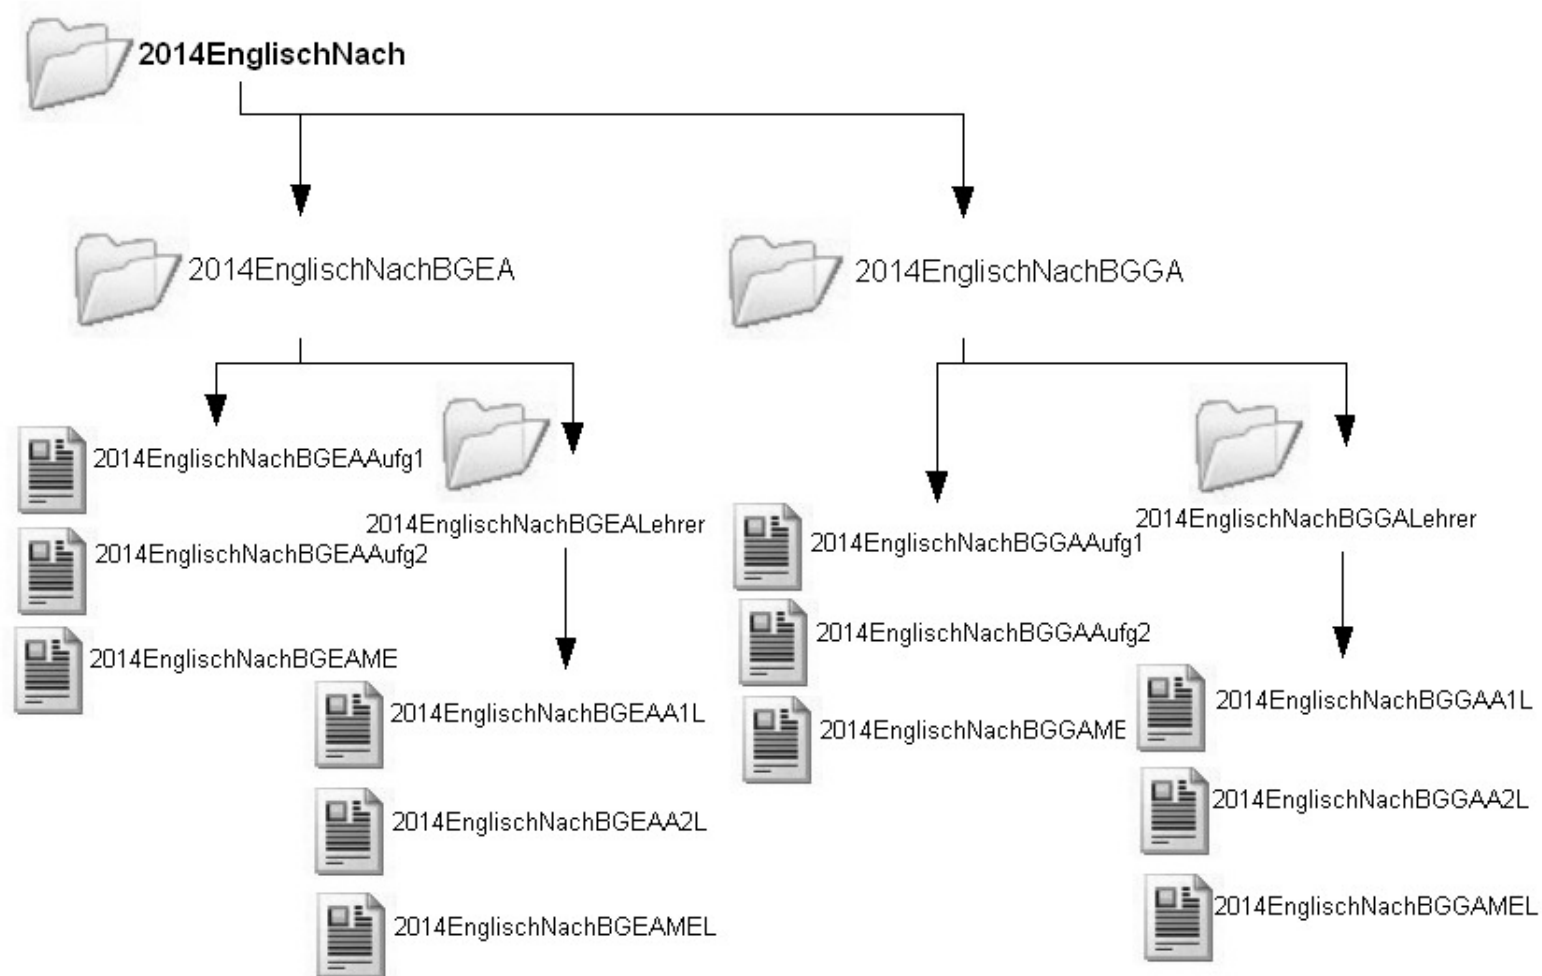 2014EnglischNach
2014EnglischNachBGEA
2014EnglischNachBGGA
2014EnglischNachBGEAAufg1
2014EnglischNachBGEAAufg2
2014EnglischNachBGEAME
2014EnglischNachBGEALehrer
2014EnglischNachBGEAA1L
2014EnglischNachBGEAA2L
2014EnglischNachBGEAMEL
2014EnglischNachBGGAAufg1
2014EnglischNachBGGAAufg2
2014EnglischNachBGGAME
2014EnglischNachBGGALehrer
2014EnglischNachBGGAA1L
2014EnglischNachBGGAA2L
2014EnglischNachBGGAMEL